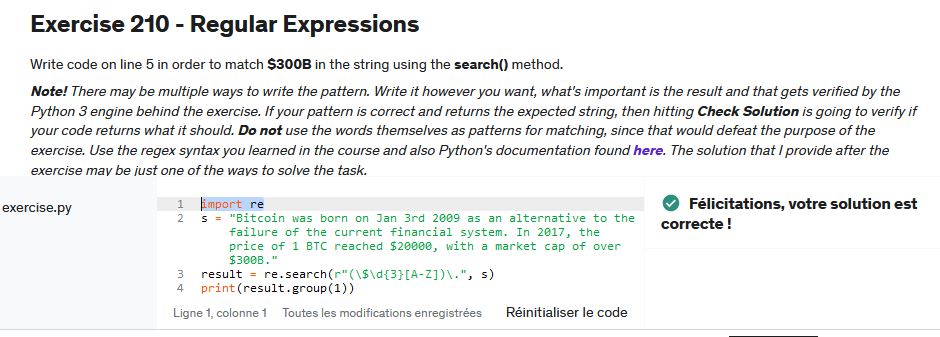 Exercise 210 - Regular Expressions
Write code on line 5 in order to match $300B in the string using the search() method.
Note! There may be multiple ways to write the pattern. Write it however you want, what's important is the result and that gets verified by the
Python 3 engine behind the exercise. If your pattern is correct and returns the expected string, then hitting Check Solution is going to verify if
your code returns what it should. Do not use the words themselves as patterns for matching, since that would defeat the purpose of the
exercise. Use the regex syntax you learned in the course and also Python's documentation found here. The solution that I provide after the
exercise may be just one of the ways to solve the task.
exercise.py
1 import re
2 s = "Bitcoin was born on Jan 3rd 2009 as an alternative to the
failure of the current financial system. In 2017, the
price of 1 BTC reached $20000, with a market cap of over
$300B."
3 result = re.search(r"(\$\d{3}[A-Z])\.", s)
4 print(result.group(1))
Ligne 1, colonne 1 Toutes les modifications enregistrées Réinitialiser le code
Félicitations, votre solution est
correcte !